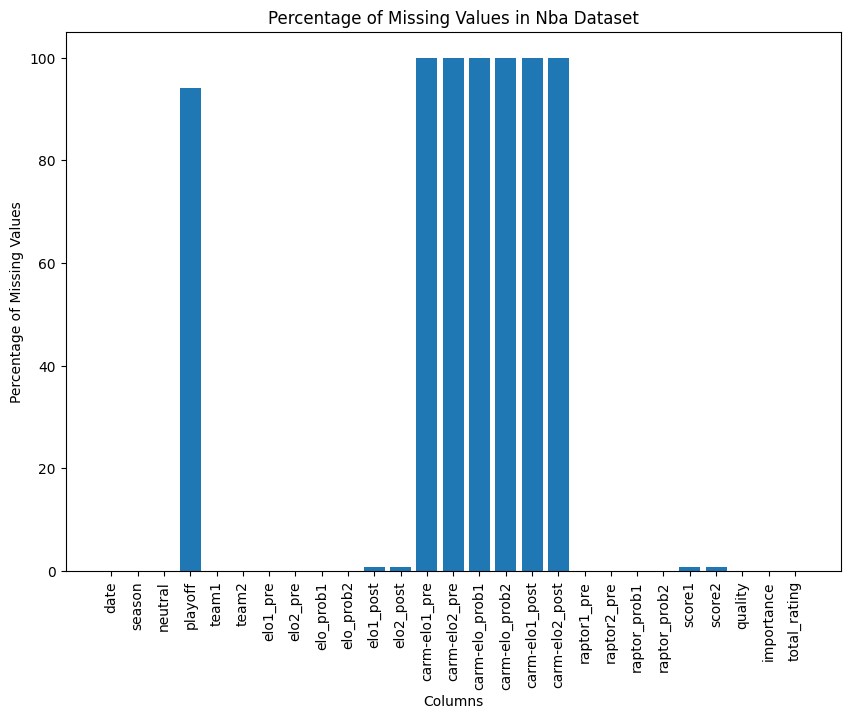 Percentage of Missing Values in Nba Dataset
Percentage of Missing Values
100
80
60
40
20
0
date
season
neutral
playoff
team1
team2
elo1_pre
elo2_pre
elo_prob1
elo_prob2
elo1_post
elo2_post
carm-elo1_pre
carm-elo2_pre
carm-elo_prob1
carm-elo_prob2
carm-elo1_post
carm-elo2_post
raptor1_pre
raptor2_pre
raptor_prob1
raptor_prob2
score1
score2
quality
importance
total_rating
Columns